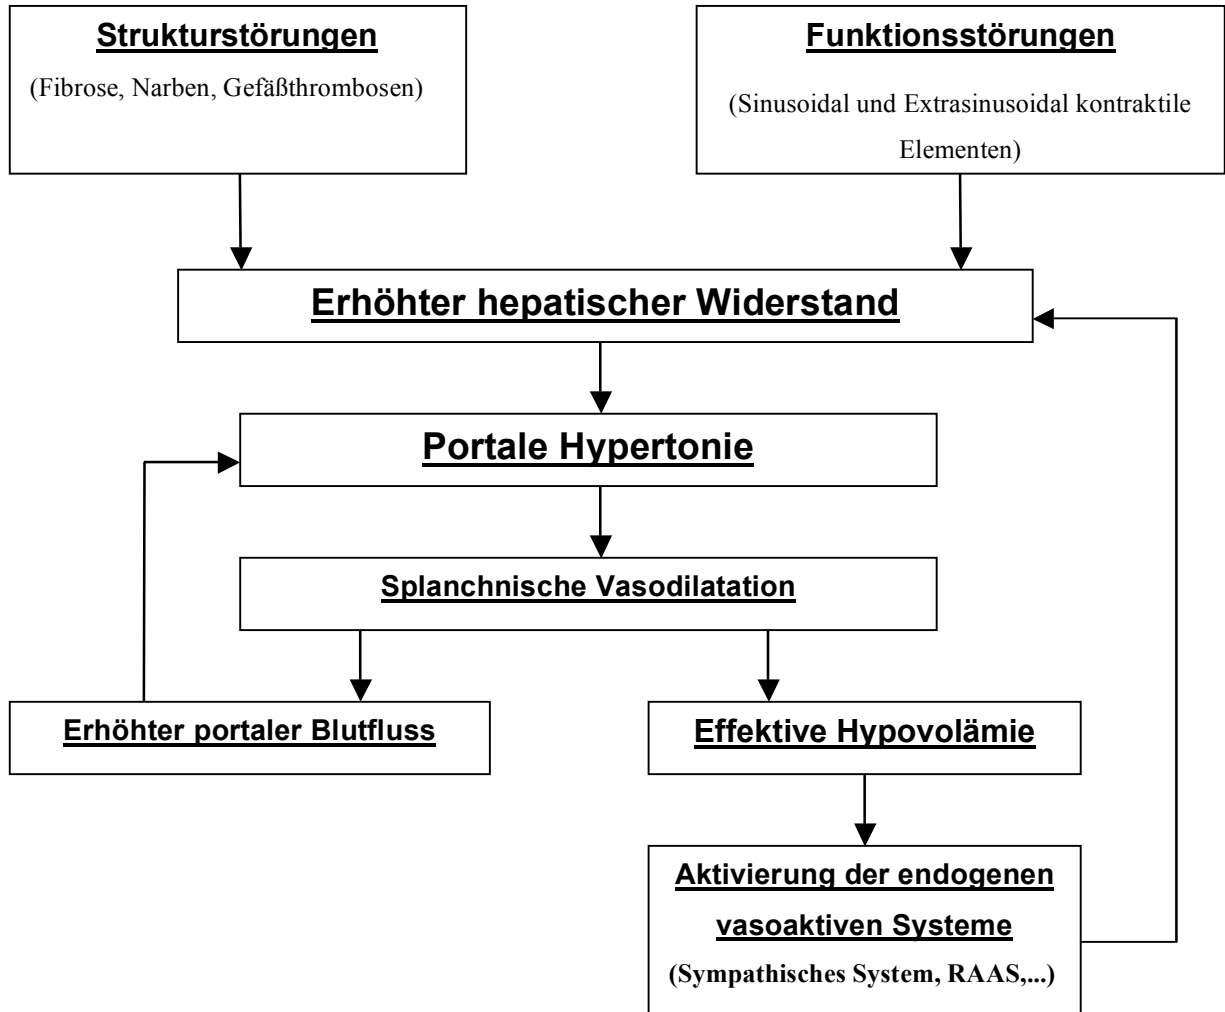 Strukturstörungen
(Fibrose, Narben, Gefäßthrombosen)
Funktionsstörungen
(Sinusoidal und Extrasinusoidal kontraktile
Elementen)
Erhöhter hepatischer Widerstand
Portale Hypertonie
Splanchnische Vasodilatation
Erhöhter portaler Blutfluss
Effektive Hypovolämie
Aktivierung der endogenen
vasoaktiven Systeme
(Sympathisches System, RAAS,...)